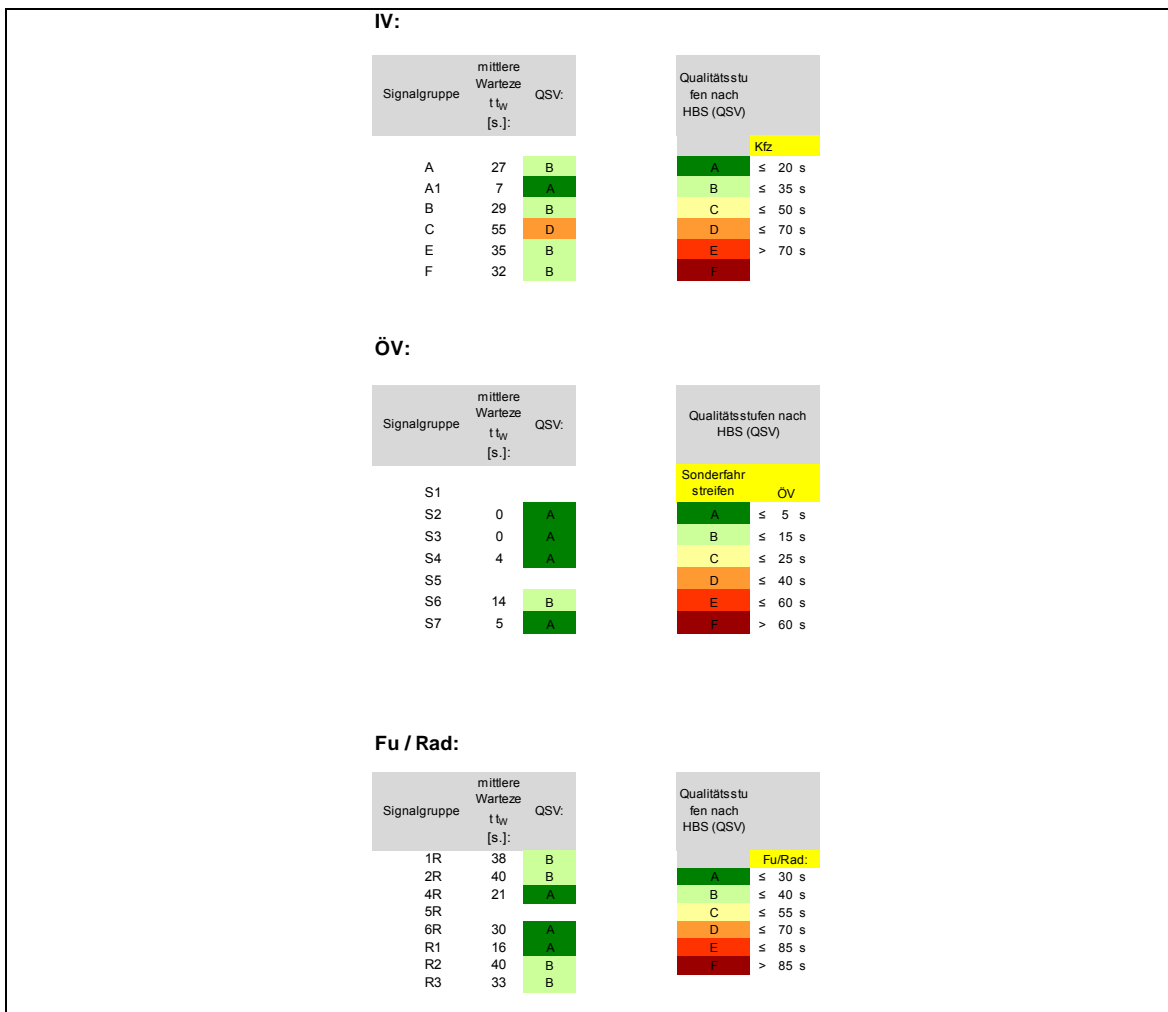 IV:
Signalgruppe mittlere Warteze t tW [s.]: QSV:
Qualitätsstu fen nach HBS (QSV)
Kfz
A 27 B A ≤ 20 s
A1 7 A B ≤ 35 s
B 29 B C ≤ 50 s
C 55 D D ≤ 70 s
E 35 B E > 70 s
F 32 B F
ÖV:
Signalgruppe mittlere Warteze t tW [s.]: QSV:
Qualitätsstufen nach HBS (QSV)
Sonderfahr streifen ÖV
S1
S2 0 A A ≤ 5 s
S3 0 A B ≤ 15 s
S4 4 A C ≤ 25 s
S5 D ≤ 40 s
S6 14 B E ≤ 60 s
S7 5 A F > 60 s
Fu / Rad:
Signalgruppe mittlere Warteze t tW [s.]: QSV:
Qualitätsstu fen nach HBS (QSV)
1R 38 B Fu/Rad:
2R 40 B A ≤ 30 s
4R 21 A B ≤ 40 s
5R C ≤ 55 s
6R 30 A D ≤ 70 s
R1 16 A E ≤ 85 s
R2 40 B F > 85 s
R3 33 B